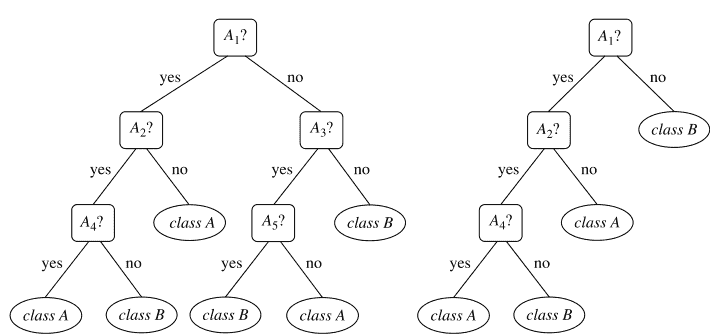 A₁? A₁?
yes no yes no
A₂? A₃? A₂? class B
yes no yes no yes no
A₄? class A A₅? class B A₄? class A
yes no yes no yes no
class A class B class B class A class A class B